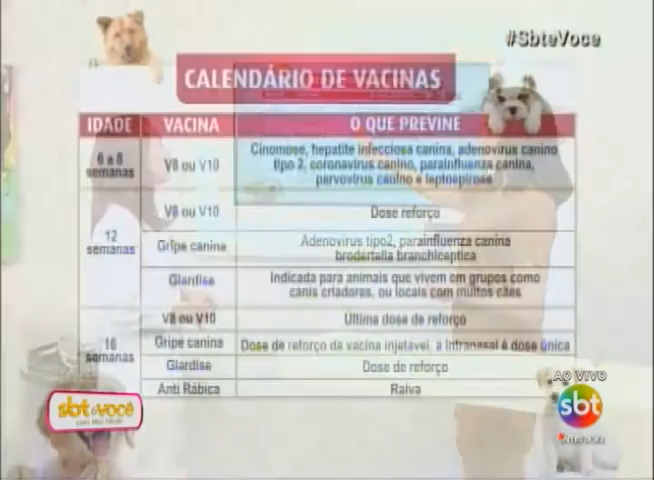 #SbteVoce
CALENDÁRIO DE VACINAS
IDADE VACINA O QUE PREVINE
6 a 8 semanas V8 ou V10 Cinomose, hepatite infecciosa canina, adenovirus canino
tipo 2, coronavirus canino, parainfluenza canina,
parvovirus canino e leptospirose
V8 ou V10 Dose reforço
12 semanas Gripe canina Adenovirus tipo2, parainfluenza canina
brodertalla branchiceptica
Giardise Indicada para animais que vivem em grupos como
canis criadores, ou locais com muitos cães
V8 ou V10 Última dose de reforço
16 semanas Gripe canina Dose de reforço da vacina injetável, a intranasal é dose única
Giardise Dose de reforço
Anti Rábica Raiva
AO VIVO
sbt e você
sbt
INTERIOR